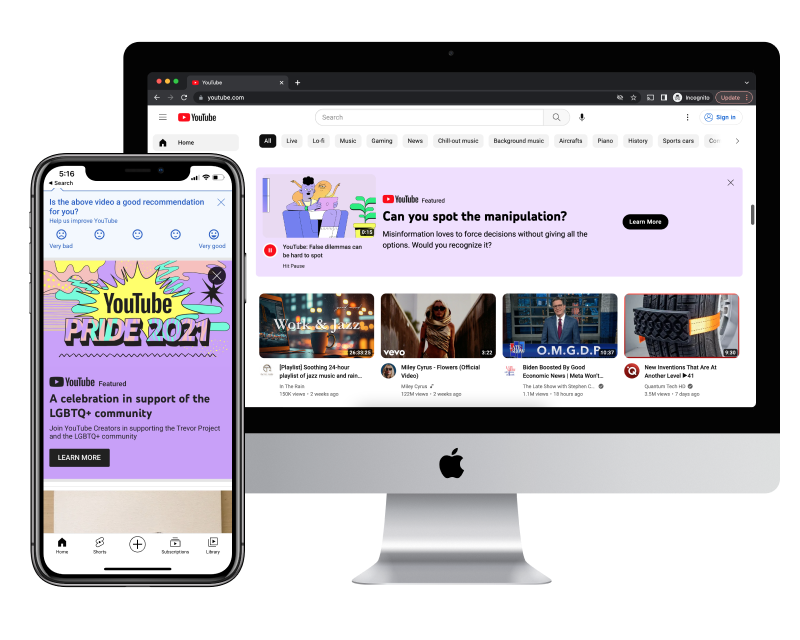 YouTube
youtube.com
Incognito
Update
YouTube
Search
Sign in
Home
All
Live
Lo-fi
Music
Gaming
News
Chill-out music
Background music
Aircrafts
Piano
History
Sports cars
0:15
YouTube: False dilemmas can
be hard to spot
Hit Pause
YouTube Featured
Can you spot the manipulation?
Misinformation loves to force decisions without giving all the
options. Would you recognize it?
Learn More
Work & Jazz
26:33:25
[Playlist] Soothing 24-hour
playlist of jazz music and rain...
In The Rain
190K views • 2 weeks ago
vevo
3:22
Miley Cyrus - Flowers (Official
Video)
Miley Cyrus
122M views • 2 weeks ago
O.M.G.D.P.
10:37
Biden Boosted By Good
Economic News | Meta Won't...
The Late Show with Stephen C...
1.1M views • 18 hours ago
9:30
New Inventions That Are At
Another Level ▶41
Quantum Tech HD
3.5M views • 7 days ago
5:16
Search
Is the above video a good recommendation
for you?
Help us improve YouTube
Very bad
Very good
YouTube
PRIDE 2021
YouTube Featured
A celebration in support of the
LGBTQ+ community
Join YouTube Creators in supporting the Trevor Project
and the LGBTQ+ community
LEARN MORE
Home
Shorts
Subscriptions
Library